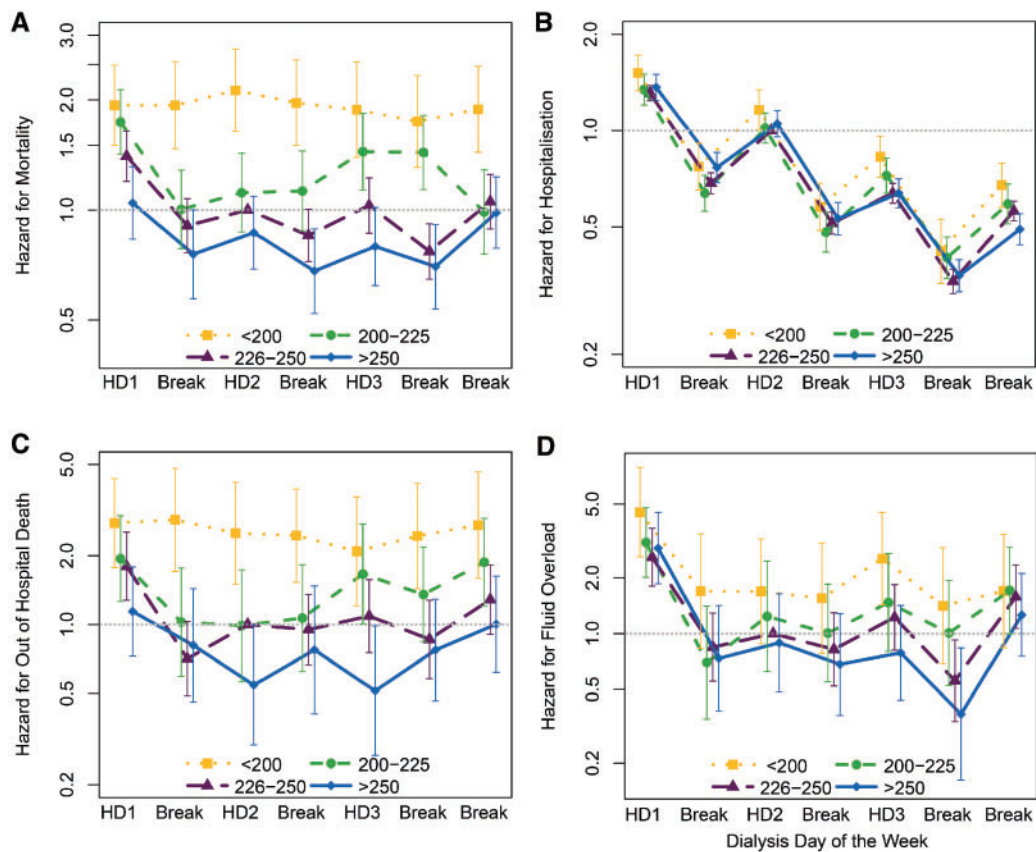 A
Hazard for Mortality
3.0
2.0
1.5
1.0
0.5
<200 200−225
226−250 >250
HD1 Break HD2 Break HD3 Break Break
B
Hazard for Hospitalisation
2.0
1.0
0.5
0.2
<200 200−225
226−250 >250
HD1 Break HD2 Break HD3 Break Break
C
Hazard for Out of Hospital Death
5.0
2.0
1.0
0.5
0.2
<200 200−225
226−250 >250
HD1 Break HD2 Break HD3 Break Break
D
Hazard for Fluid Overload
5.0
2.0
1.0
0.5
0.2
<200 200−225
226−250 >250
HD1 Break HD2 Break HD3 Break Break
Dialysis Day of the Week